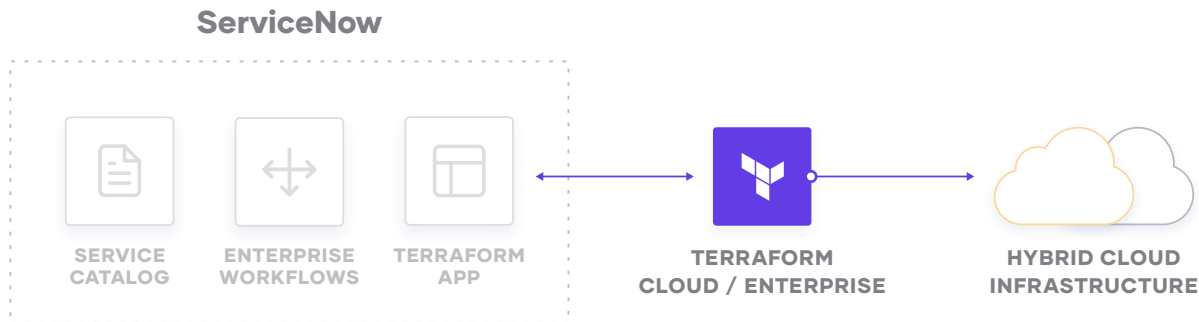 ServiceNow
SERVICE
CATALOG
ENTERPRISE
WORKFLOWS
TERRAFORM
APP
TERRAFORM
CLOUD / ENTERPRISE
HYBRID CLOUD
INFRASTRUCTURE